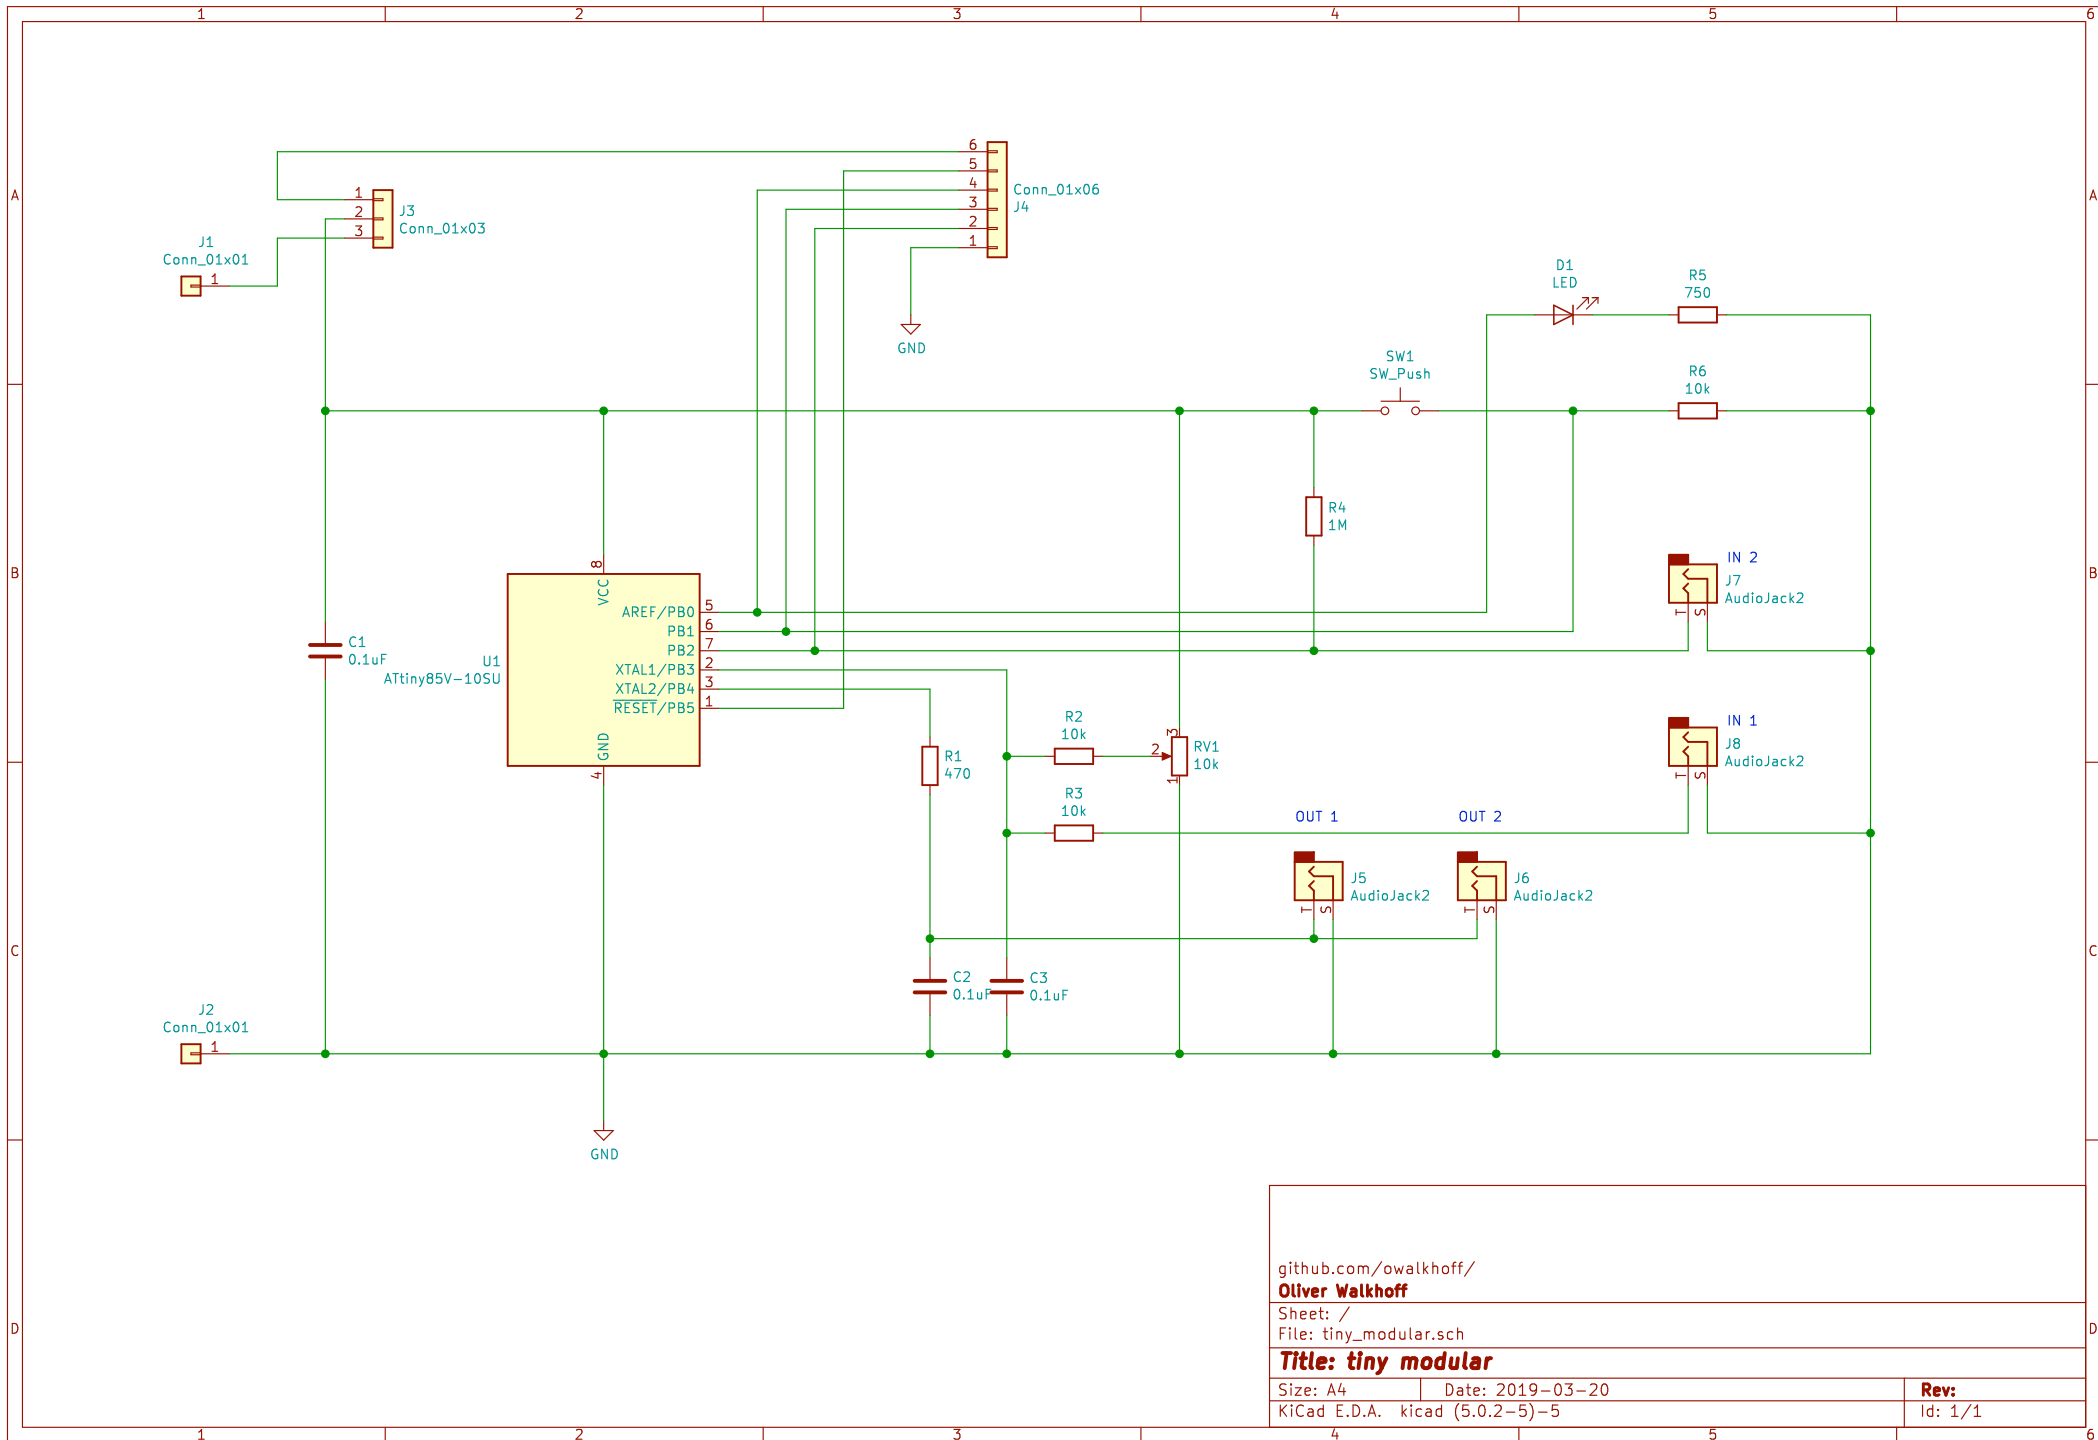 1 2 3 4 5 6
A A
B B
C C
D D
J1
Conn_01x01
1
1
2
3
J3
Conn_01x03
6
5
4
3
2
1
Conn_01x06
J4
GND
D1
LED
R5
750
SW1
SW_Push
R6
10k
R4
1M
C1
0.1uF
U1
ATtiny85V-10SU
8
VCC
AREF/PB0 5
PB1 6
PB2 7
XTAL1/PB3 2
XTAL2/PB4 3
RESET/PB5 1
GND
4
IN 2
J7
AudioJack2
T S
IN 1
J8
AudioJack2
T S
R1
470
R2
10k
R3
10k
3
2
1
RV1
10k
OUT 1
J5
AudioJack2
T S
OUT 2
J6
AudioJack2
T S
C2
0.1uF
C3
0.1uF
J2
Conn_01x01
1
GND
github.com/owalkhoff/
Oliver Walkhoff
Sheet: /
File: tiny_modular.sch
Title: tiny modular
Size: A4 Date: 2019-03-20 Rev:
KiCad E.D.A. kicad (5.0.2-5)-5 Id: 1/1
1 2 3 4 5 6